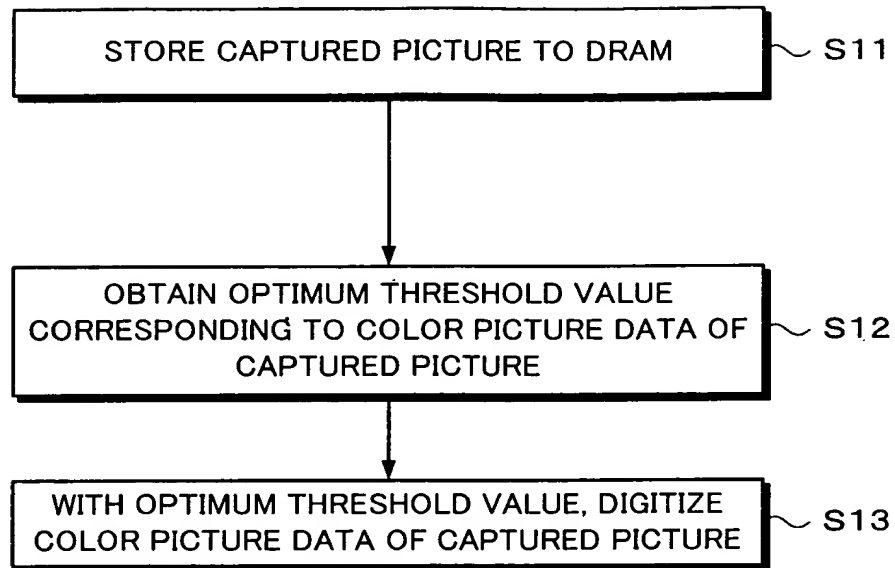 STORE CAPTURED PICTURE TO DRAM
S11
OBTAIN OPTIMUM THRESHOLD VALUE
CORRESPONDING TO COLOR PICTURE DATA OF
CAPTURED PICTURE
S12
WITH OPTIMUM THRESHOLD VALUE, DIGITIZE
COLOR PICTURE DATA OF CAPTURED PICTURE
S13